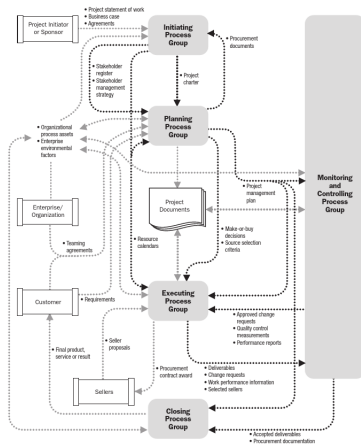 Project Initiator
or Sponsor
• Project statement of work
• Business case
• Agreements
Initiating
Process
Group
• Procurement
documents
• Stakeholder
register
• Stakeholder
management
strategy
• Project
charter
• Organizational
process assets
• Enterprise
environmental
factors
Planning
Process
Group
Monitoring
and
Controlling
Process
Group
• Project
management
plan
Enterprise/
Organization
Project
Documents
• Teaming
agreements
• Resource
calendars
• Make-or-buy
decisions
• Source selection
criteria
Customer
• Requirements
Executing
Process
Group
• Final product,
service or result
• Seller
proposals
• Approved change
requests
• Quality control
measurements
• Performance reports
• Procurement
contract award
• Deliverables
• Change requests
• Work performance information
• Selected sellers
Sellers
Closing
Process
Group
• Accepted deliverables
• Procurement documentation